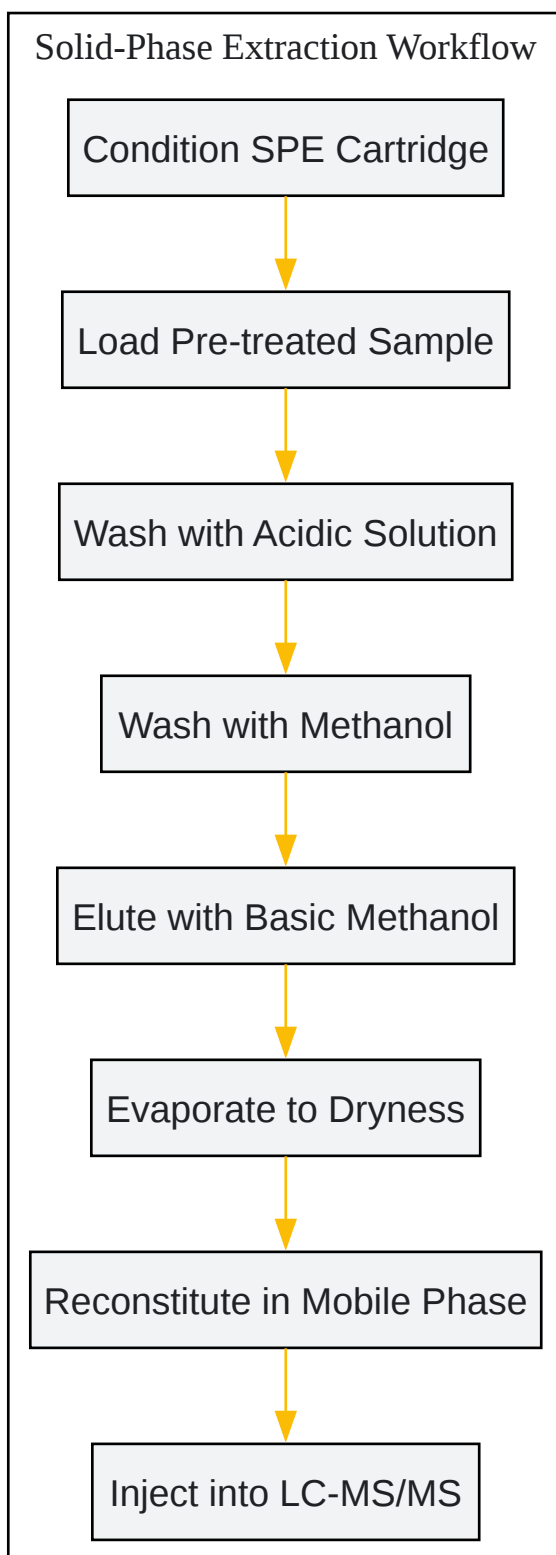 Solid-Phase Extraction Workflow
Condition SPE Cartridge
Load Pre-treated Sample
Wash with Acidic Solution
Wash with Methanol
Elute with Basic Methanol
Evaporate to Dryness
Reconstitute in Mobile Phase
Inject into LC-MS/MS